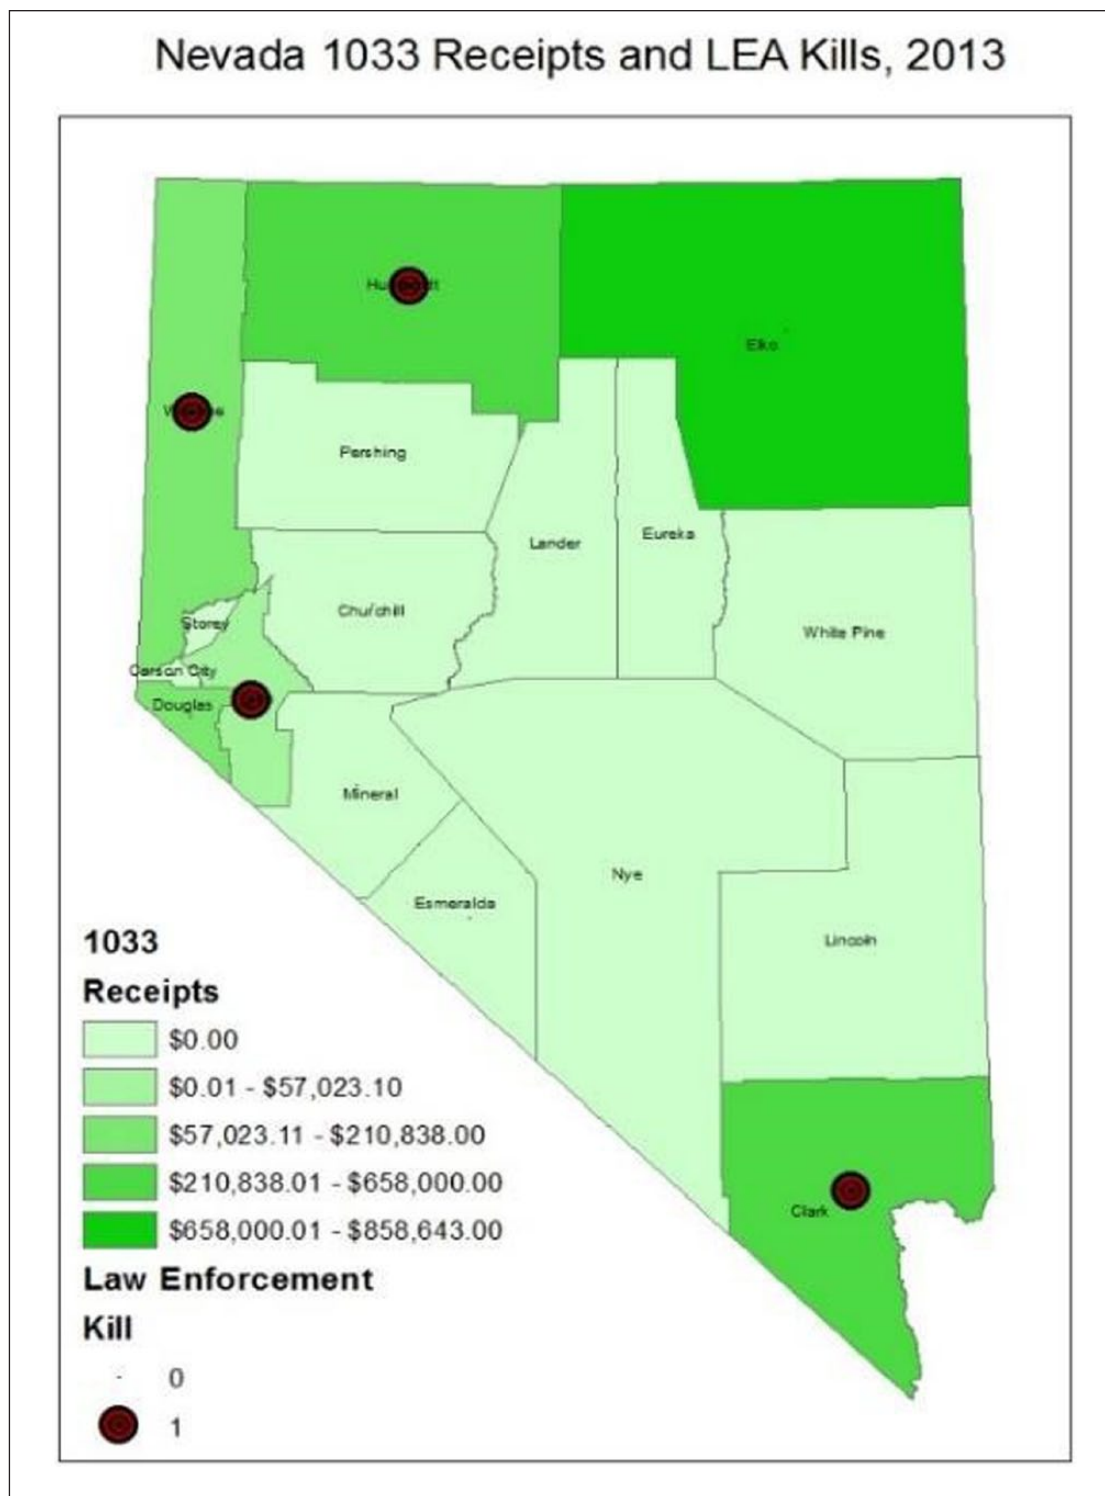 Nevada 1033 Receipts and LEA Kills, 2013
Elko
Pershing
Lander
Eureka
Churchill
Storey
White Pine
Carson City
Douglas
Mineral
Nye
Esmeralda
Lincoln
Clark
1033
Receipts
$0.00
$0.01 - $57,023.10
$57,023.11 - $210,838.00
$210,838.01 - $658,000.00
$658,000.01 - $858,643.00
Law Enforcement
Kill
0
1